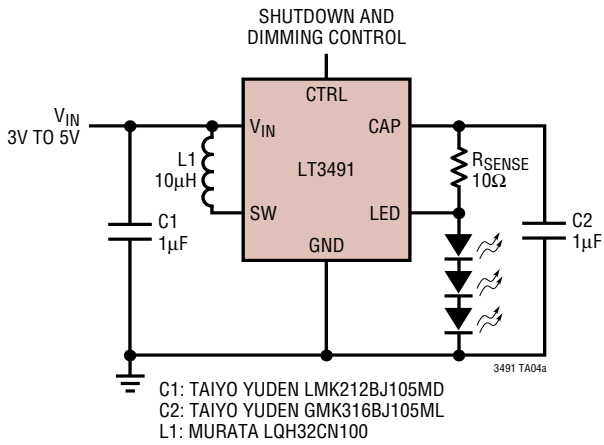 SHUTDOWN AND
DIMMING CONTROL
CTRL
VIN
3V TO 5V
VIN
CAP
L1
10µH
LT3491
RSENSE
10Ω
SW
LED
C1
1µF
GND
C2
1µF
3491 TA04a
C1: TAIYO YUDEN LMK212BJ105MD
C2: TAIYO YUDEN GMK316BJ105ML
L1: MURATA LQH32CN100